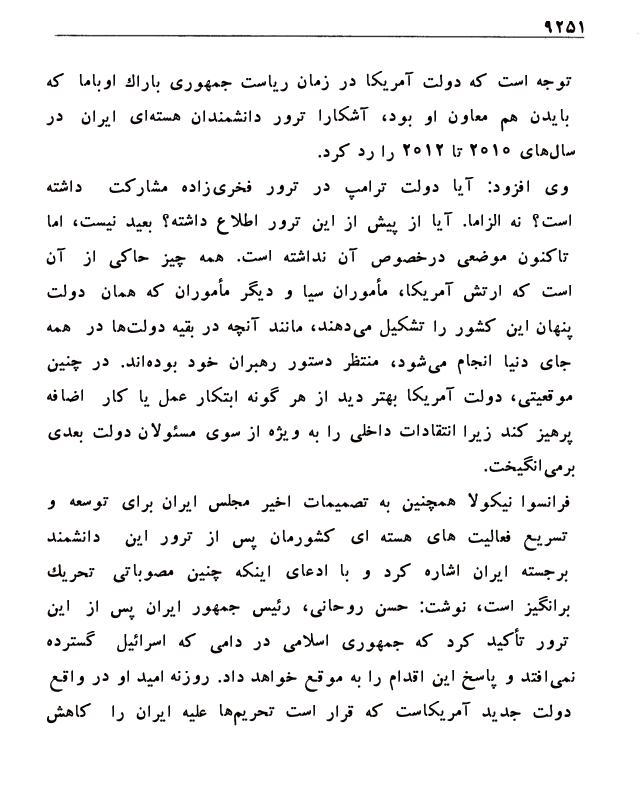 ۹۲۵۱
توجه است که دولت آمریکا در زمان ریاست جمهوری باراك اوباما که
بایدن هم معاون او بود، آشکارا ترور دانشمندان هسته‌ای ایران در
سال‌های ۲۰۱۰ تا ۲۰۱۲ را رد کرد.
وی افزود: آیا دولت ترامپ در ترور فخری‌زاده مشارکت داشته
است؟ نه الزاما. آیا از پیش از این ترور اطلاع داشته؟ بعید نیست، اما
تاکنون موضعی درخصوص آن نداشته است. همه چیز حاکی از آن
است که ارتش آمریکا، مأموران سیا و دیگر مأموران که همان دولت
پنهان این کشور را تشکیل می‌دهند، مانند آنچه در بقیه دولت‌ها در همه
جای دنیا انجام می‌شود، منتظر دستور رهبران خود بوده‌اند. در چنین
موقعیتی، دولت آمریکا بهتر دید از هر گونه ابتکار عمل یا کار اضافه
پرهیز کند زیرا انتقادات داخلی را به ویژه از سوی مسئولان دولت بعدی
برمی‌انگیخت.
فرانسوا نیکولا همچنین به تصمیمات اخیر مجلس ایران برای توسعه و
تسریع فعالیت های هسته ای کشورمان پس از ترور این دانشمند
برجسته ایران اشاره کرد و با ادعای اینکه چنین مصوباتی تحریك
برانگیز است، نوشت: حسن روحانی، رئیس جمهور ایران پس از این
ترور تأکید کرد که جمهوری اسلامی در دامی که اسرائیل گسترده
نمی‌افتد و پاسخ این اقدام را به موقع خواهد داد. روزنه امید او در واقع
دولت جدید آمریکاست که قرار است تحریم‌ها علیه ایران را کاهش